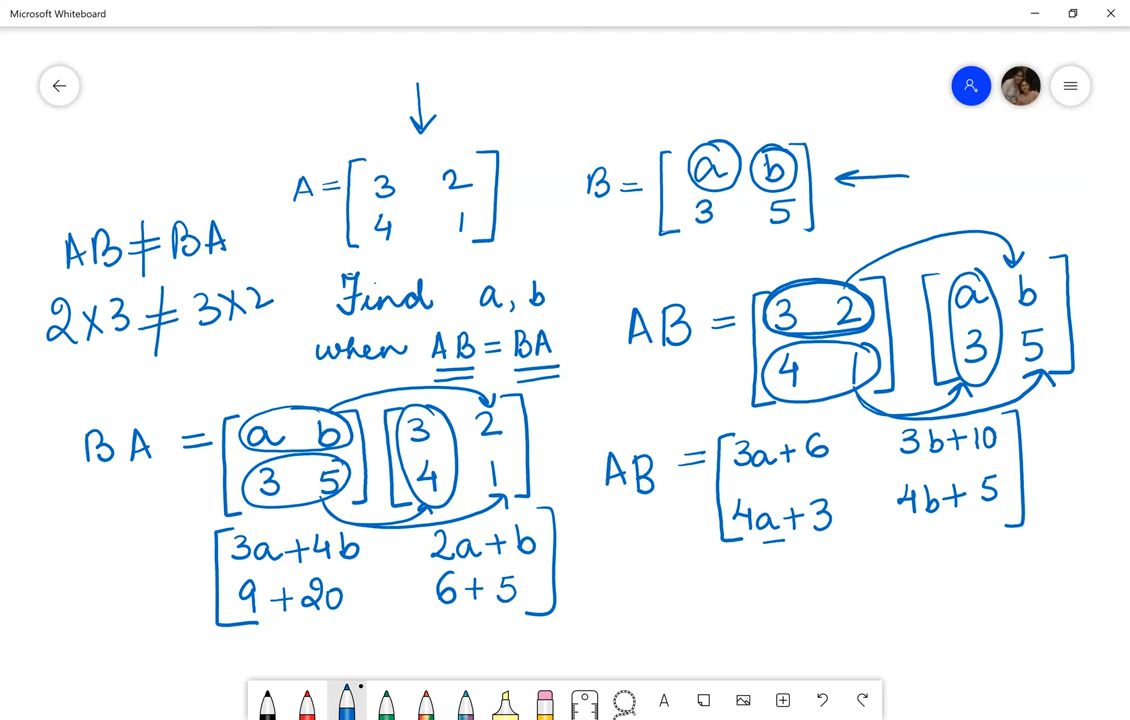 Microsoft Whiteboard
A = [ 3 2
4 1 ]
B = [ a b
3 5 ]
AB ≠ BA
2 × 3 ≠ 3 × 2
Find a, b
when AB = BA
AB = [ 3 2
4 1 ] [ a b
3 5 ]
BA = [ a b
3 5 ] [ 3 2
4 1 ]
[ 3a + 4b 2a + b
9 + 20 6 + 5 ]
AB = [ 3a + 6 3b + 10
4a + 3 4b + 5 ]
A